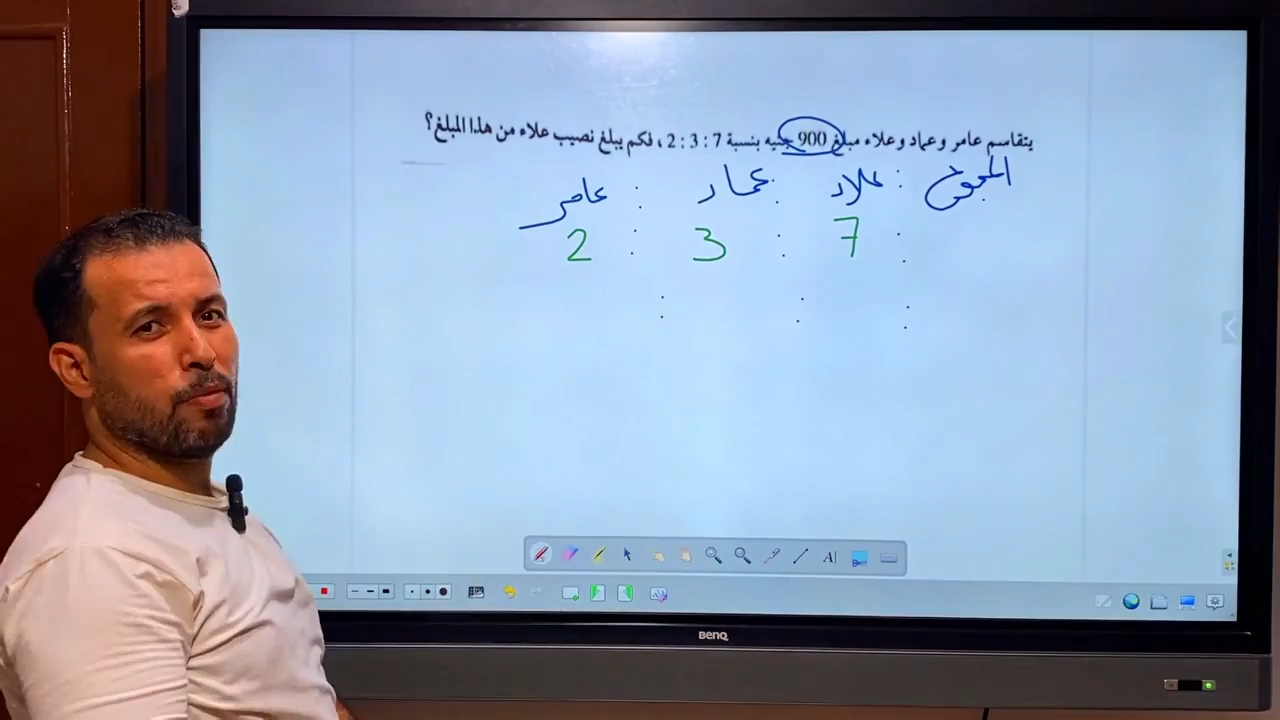 يتقاسم عامر وعماد وعلاء مبلغ 900 جنيه بنسبة 7 : 3 : 2 ، فكم يبلغ نصيب علاء من هذا المبلغ؟
عامر : عماد : علاء : المجموع
2 : 3 : 7 :
: : :
A
BenQ